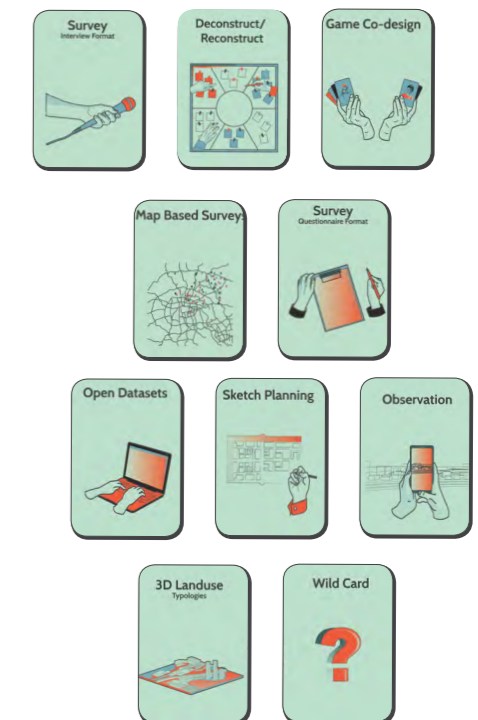 Survey
Interview Format
Deconstruct/
Reconstruct
Game Co-design
Map Based Surveys
Survey
Questionnaire Format
Open Datasets
Sketch Planning
Observation
3D Landuse
Typologies
Wild Card